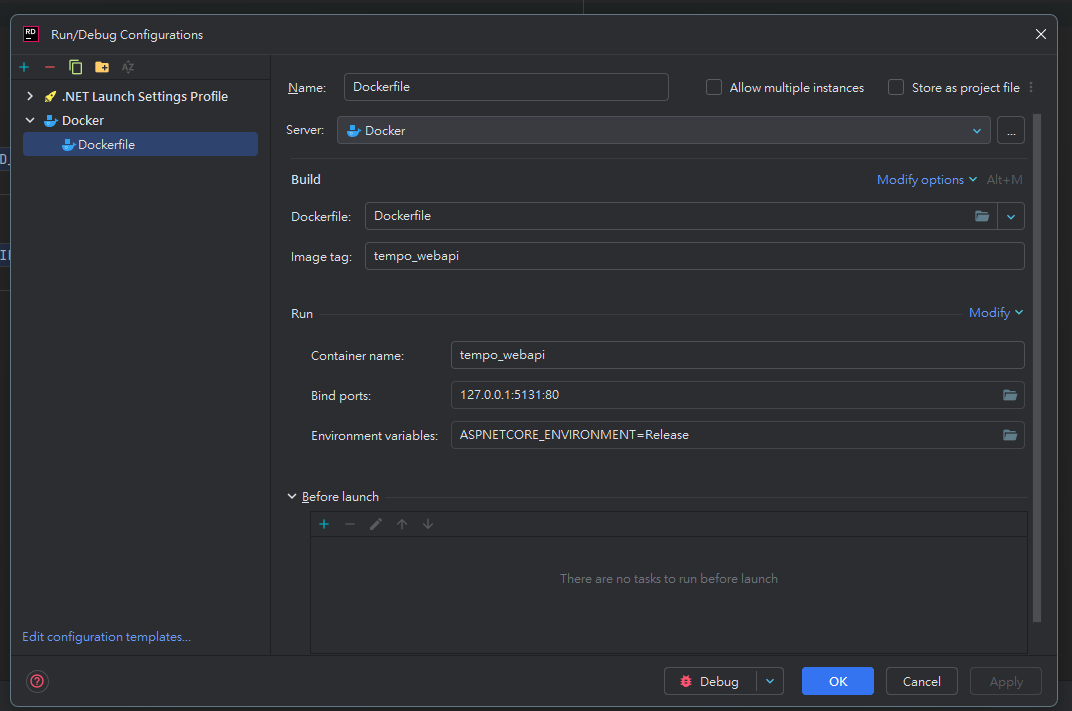 RD
Run/Debug Configurations
.NET Launch Settings Profile
Docker
Dockerfile
Edit configuration templates...
Name: Dockerfile
Allow multiple instances
Store as project file
Server: Docker
...
Build
Modify options Alt+M
Dockerfile: Dockerfile
Image tag: tempo_webapi
Run
Modify
Container name: tempo_webapi
Bind ports: 127.0.0.1:5131:80
Environment variables: ASPNETCORE_ENVIRONMENT=Release
Before launch
There are no tasks to run before launch
?
Debug
OK
Cancel
Apply